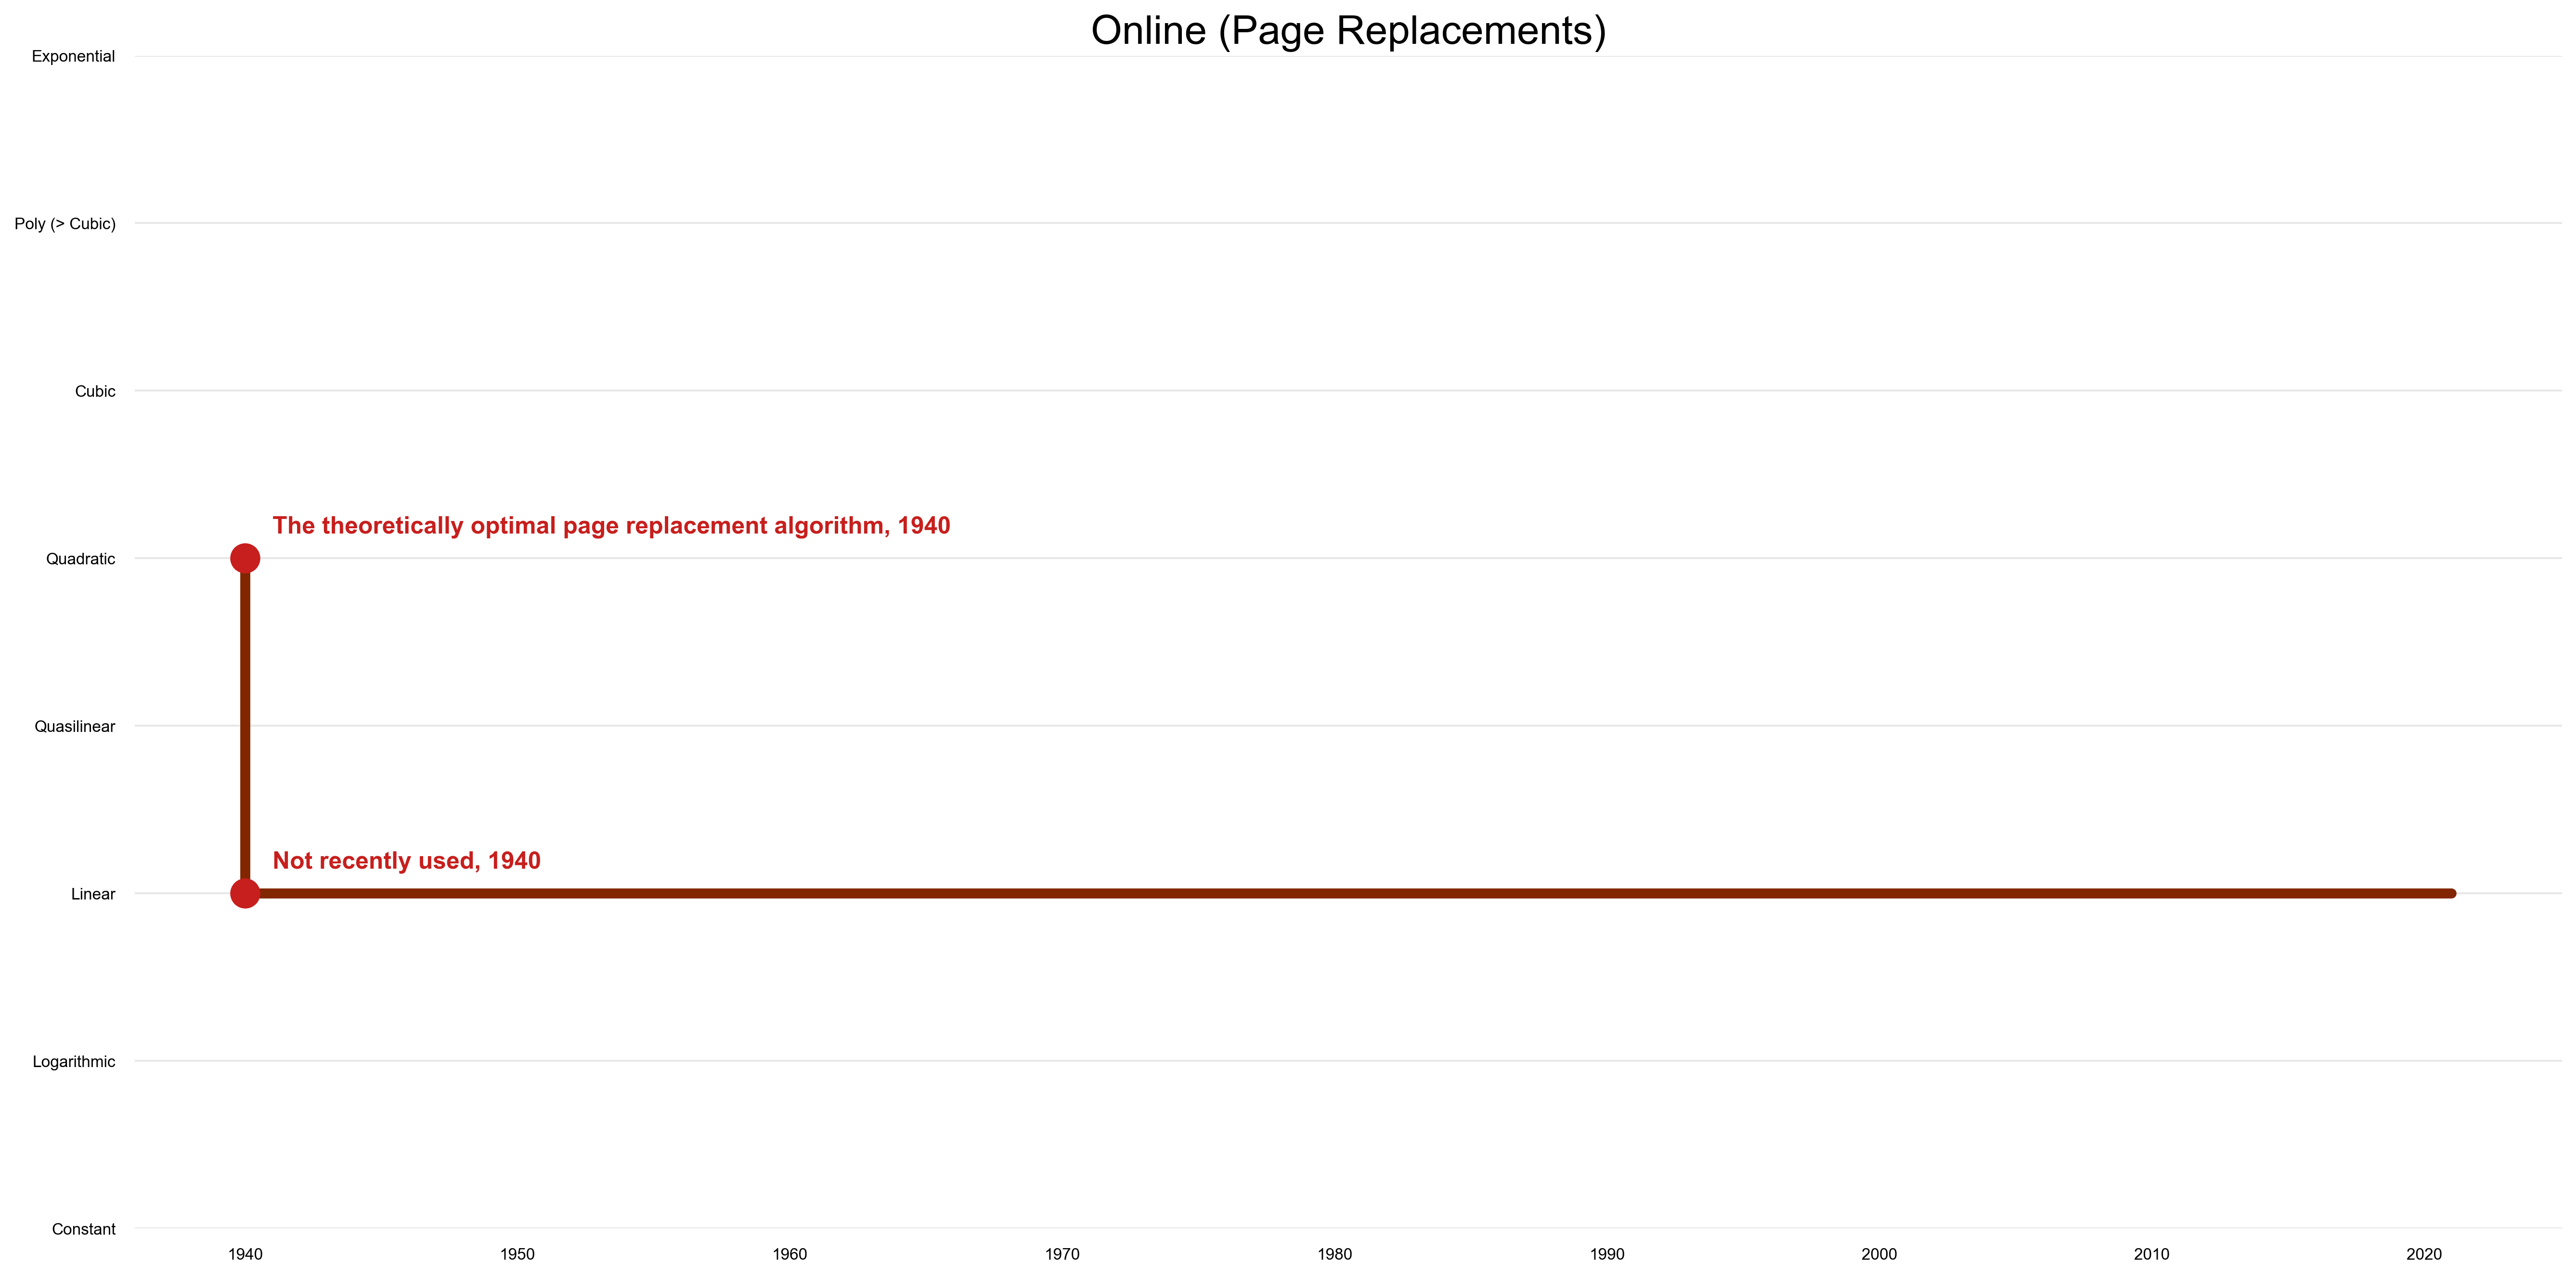 Online (Page Replacements)
Exponential
Poly (> Cubic)
Cubic
The theoretically optimal page replacement algorithm, 1940
Quadratic
Quasilinear
Not recently used, 1940
Linear
Logarithmic
Constant
1940 1950 1960 1970 1980 1990 2000 2010 2020